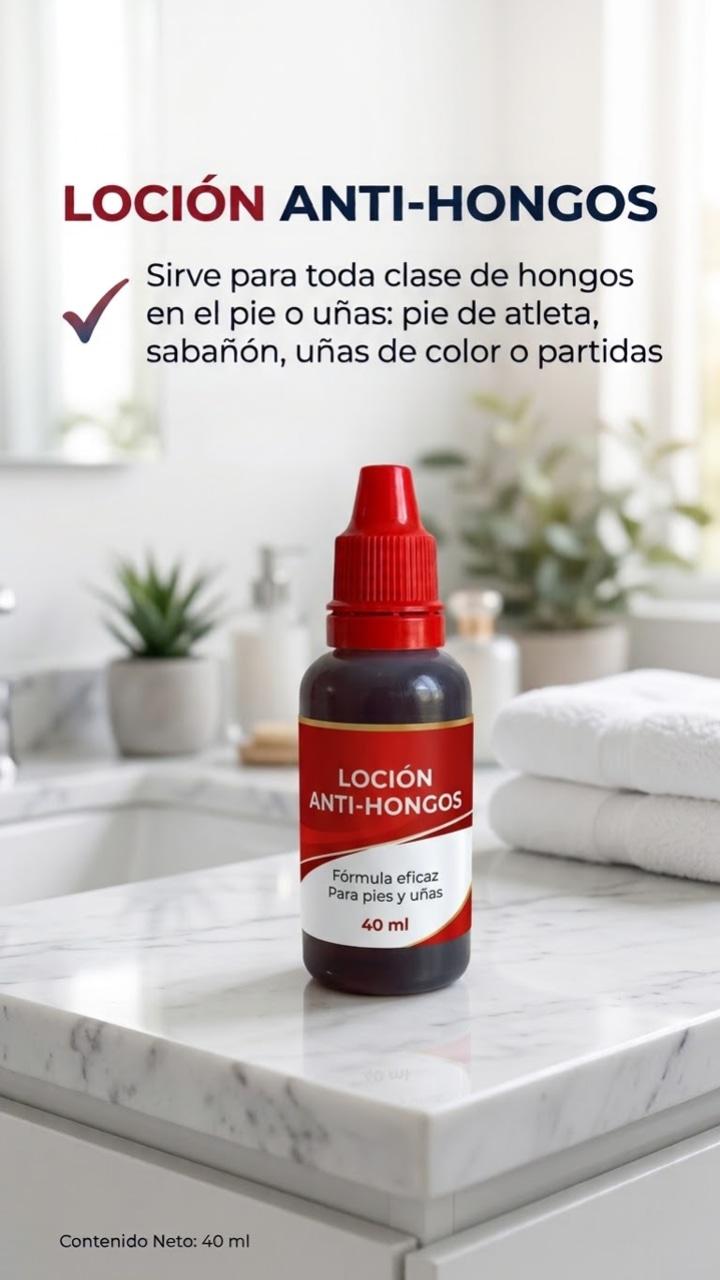 LOCIÓN ANTI-HONGOS
Sirve para toda clase de hongos
en el pie o uñas: pie de atleta,
sabañón, uñas de color o partidas
LOCIÓN
ANTI-HONGOS
Fórmula eficaz
Para pies y uñas
40 ml
Contenido Neto: 40 ml